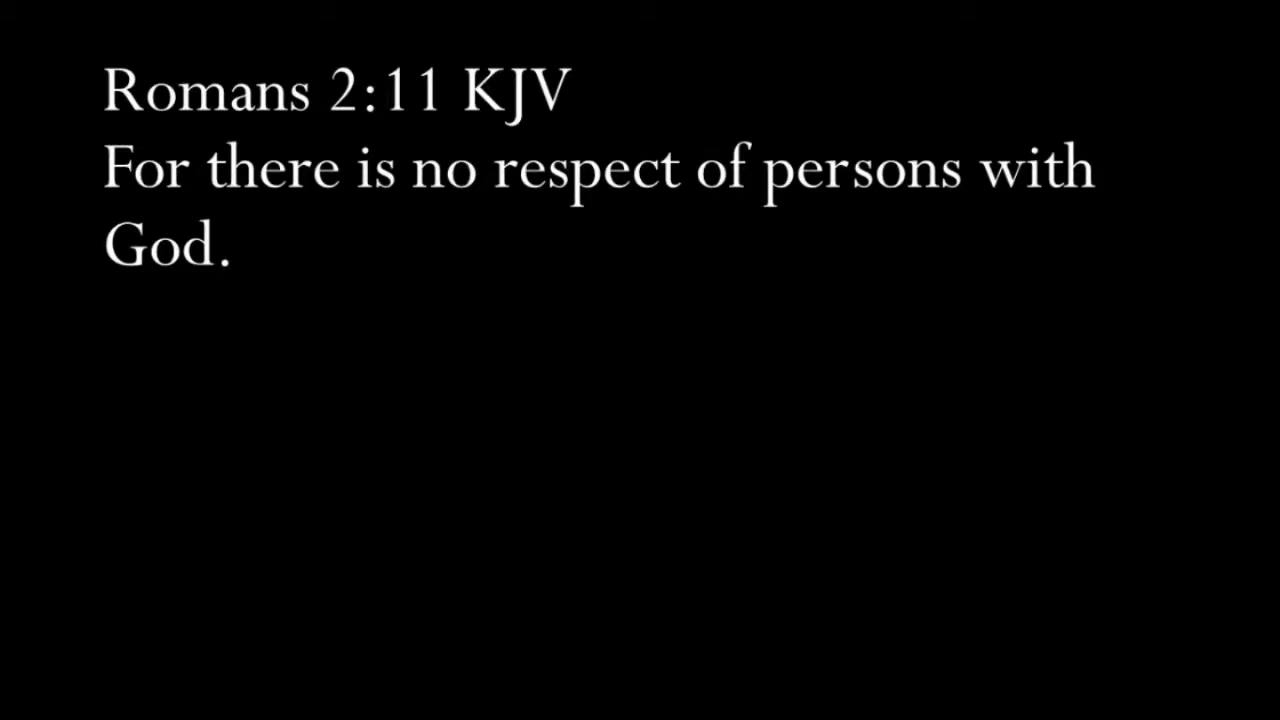 Romans 2:11 KJV
For there is no respect of persons with
God.